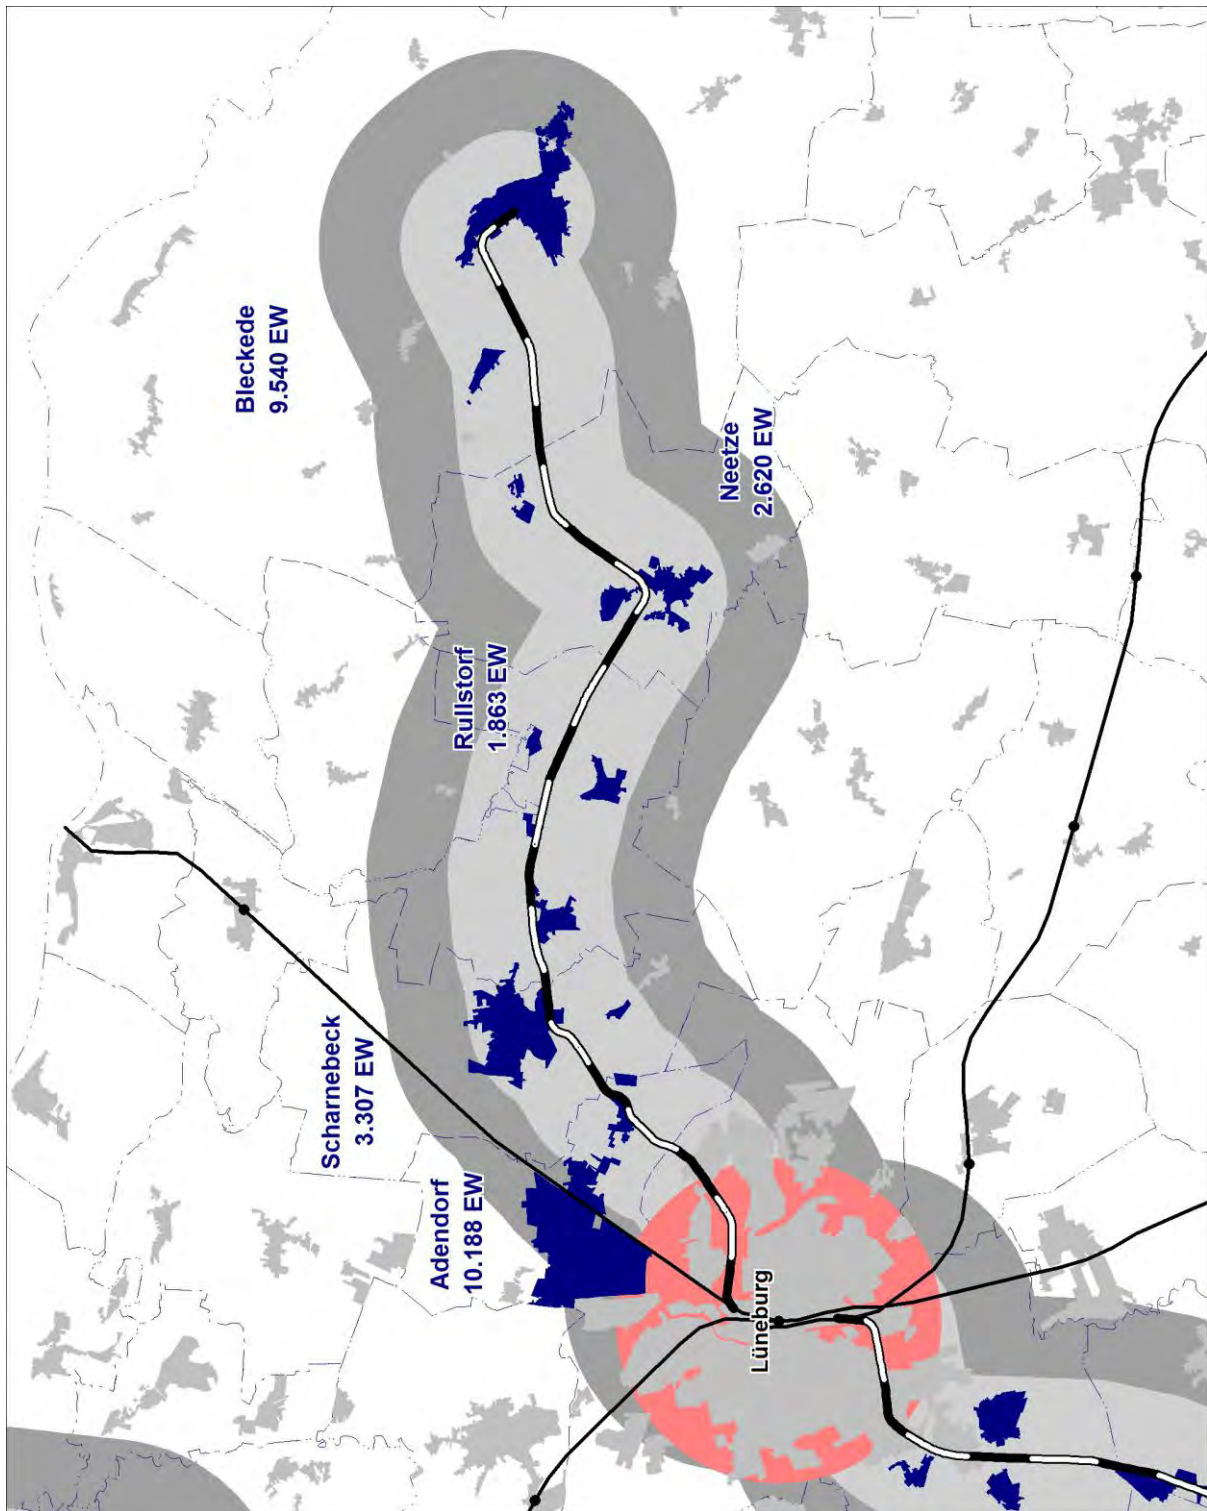 Bleckede
9.540 EW
Neetze
2.620 EW
Rullstorf
1.863 EW
Scharnebeck
3.307 EW
Adendorf
10.188 EW
Lüneburg